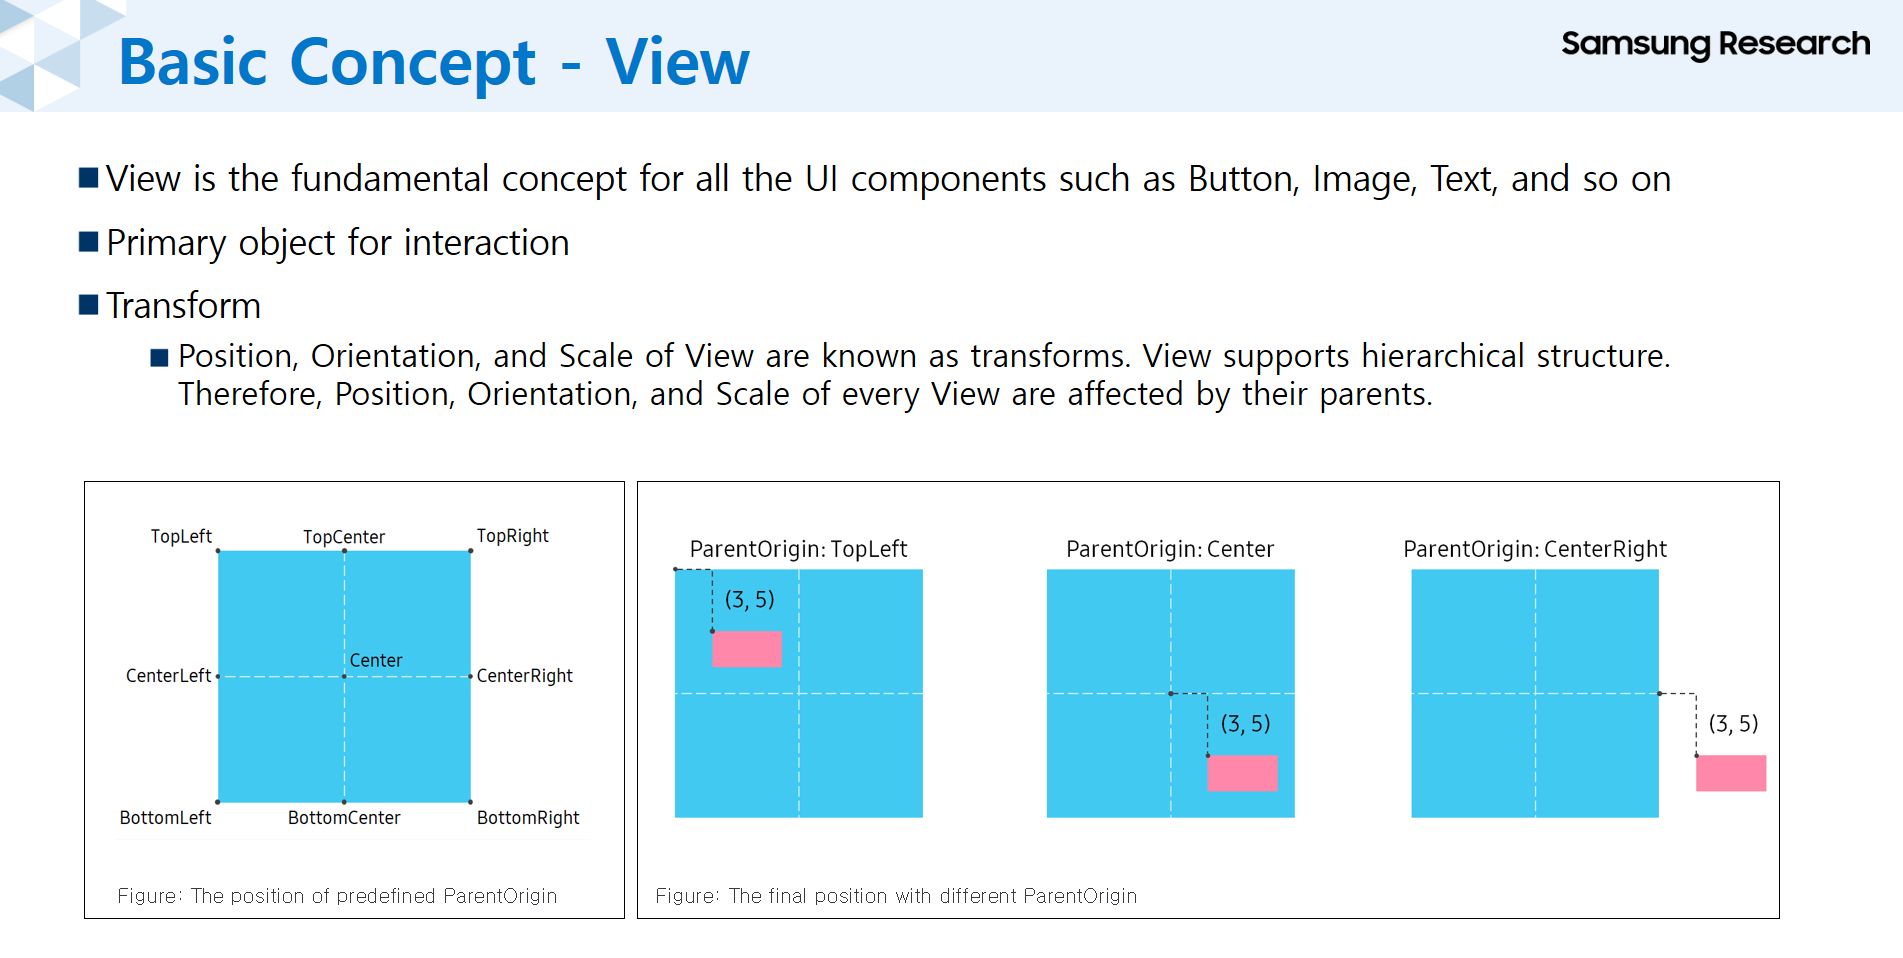 Basic Concept - View
Samsung Research
View is the fundamental concept for all the UI components such as Button, Image, Text, and so on
Primary object for interaction
Transform
Position, Orientation, and Scale of View are known as transforms. View supports hierarchical structure.
Therefore, Position, Orientation, and Scale of every View are affected by their parents.
TopLeft
TopCenter
TopRight
CenterLeft
Center
CenterRight
BottomLeft
BottomCenter
BottomRight
Figure: The position of predefined ParentOrigin
ParentOrigin: TopLeft
(3, 5)
ParentOrigin: Center
(3, 5)
ParentOrigin: CenterRight
(3, 5)
Figure: The final position with different ParentOrigin